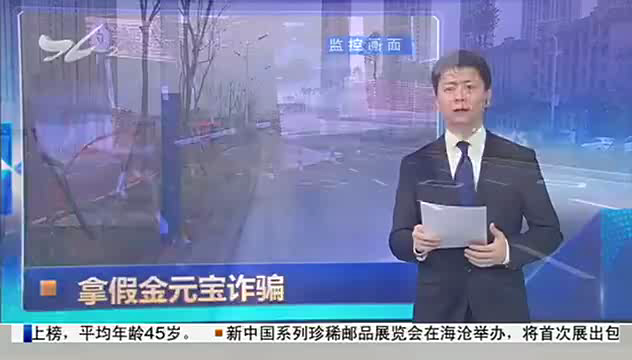 监控画面
拿假金元宝诈骗
上榜，平均年龄45岁。 ■新中国系列珍稀邮品展览会在海沧举办，将首次展出包